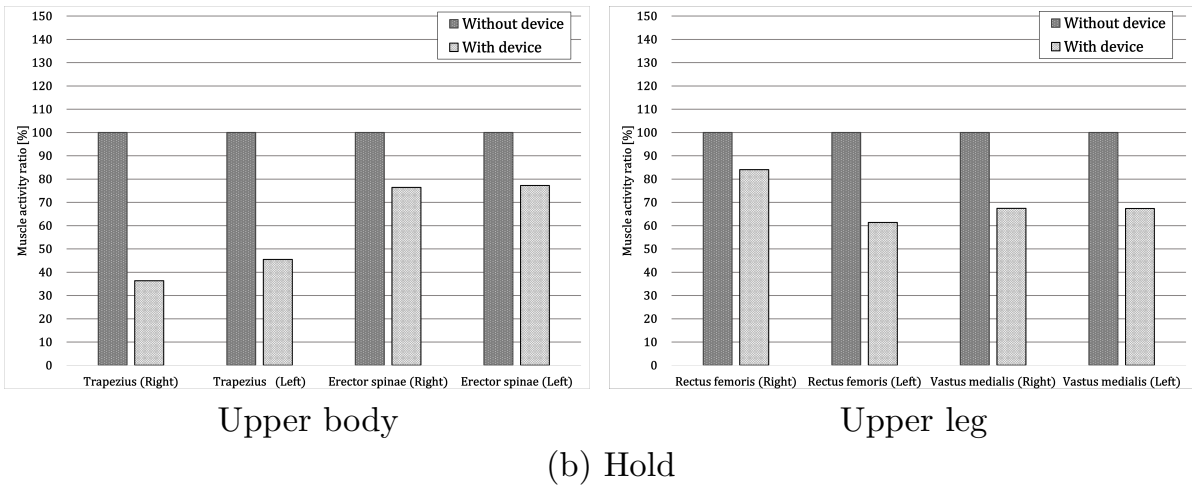 150
140
130
120
110
100
90
80
70
60
50
40
30
20
10
0
Muscle activity ratio [%]
Without device
With device
Trapezius (Right) Trapezius (Left) Erector spinae (Right) Erector spinae (Left)
Upper body
150
140
130
120
110
100
90
80
70
60
50
40
30
20
10
0
Muscle activity ratio [%]
Without device
With device
Rectus femoris (Right) Rectus femoris (Left) Vastus medialis (Right) Vastus medialis (Left)
Upper leg
(b) Hold